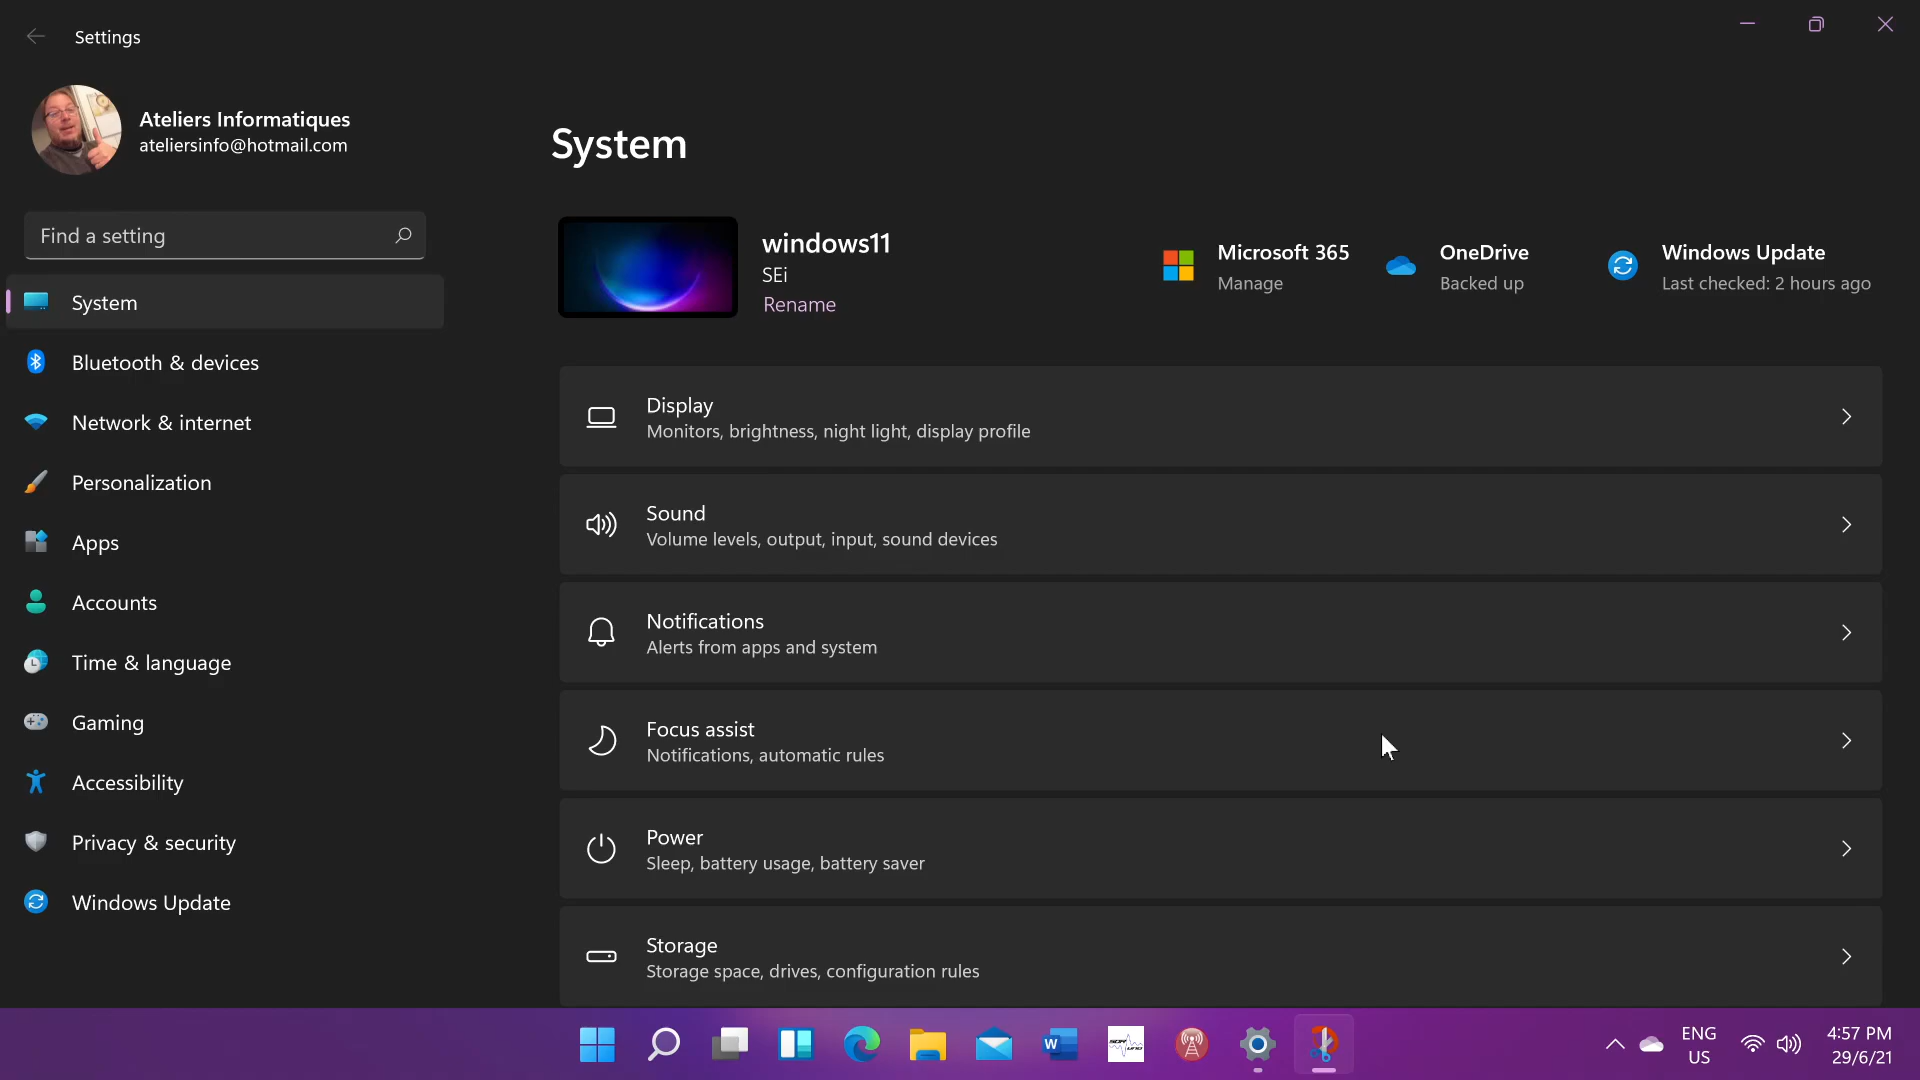 Settings
Ateliers Informatiques
ateliersinfo@hotmail.com
Find a setting
System
Bluetooth & devices
Network & internet
Personalization
Apps
Accounts
Time & language
Gaming
Accessibility
Privacy & security
Windows Update
System
windows11
SEi
Rename
Microsoft 365
Manage
OneDrive
Backed up
Windows Update
Last checked: 2 hours ago
Display
Monitors, brightness, night light, display profile
Sound
Volume levels, output, input, sound devices
Notifications
Alerts from apps and system
Focus assist
Notifications, automatic rules
Power
Sleep, battery usage, battery saver
Storage
Storage space, drives, configuration rules
W
ENG
US
4:57 PM
29/6/21